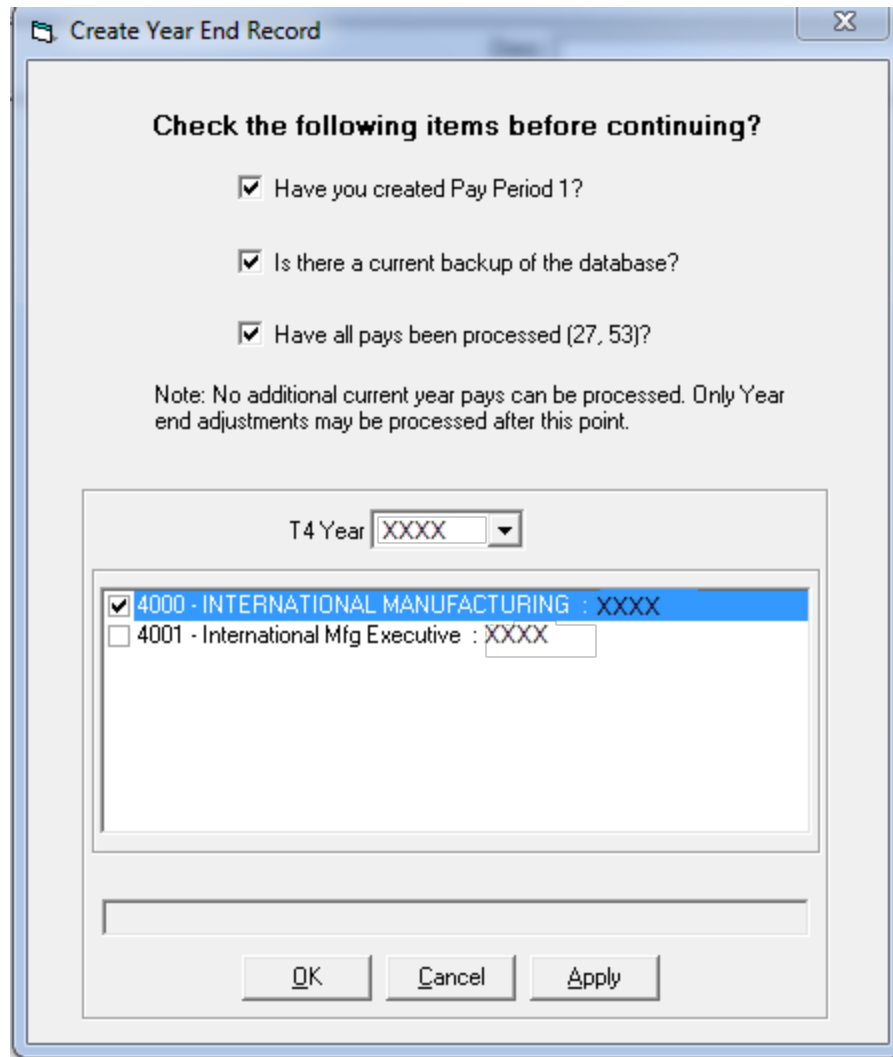 Create Year End Record
Check the following items before continuing?
Have you created Pay Period 1?
Is there a current backup of the database?
Have all pays been processed (27, 53)?
Note: No additional current year pays can be processed. Only Year
end adjustments may be processed after this point.
T4 Year XXXX
4000 - INTERNATIONAL MANUFACTURING : XXXX
4001 - International Mfg Executive : XXXX
OK Cancel Apply